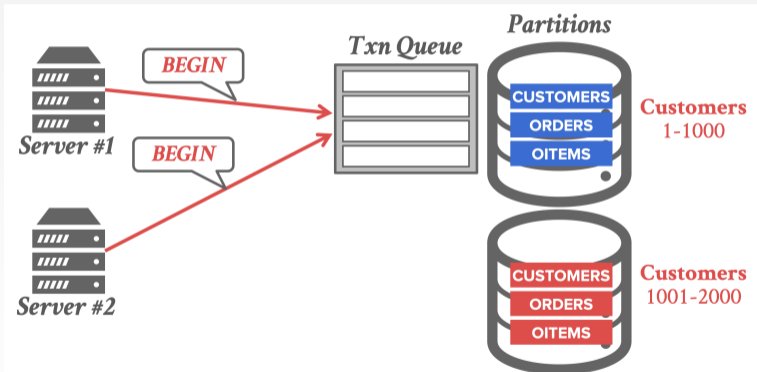 Partitions
Txn Queue
BEGIN
CUSTOMERS
ORDERS
OITEMS
Customers
1-1000
Server #1
BEGIN
Server #2
CUSTOMERS
ORDERS
OITEMS
Customers
1001-2000